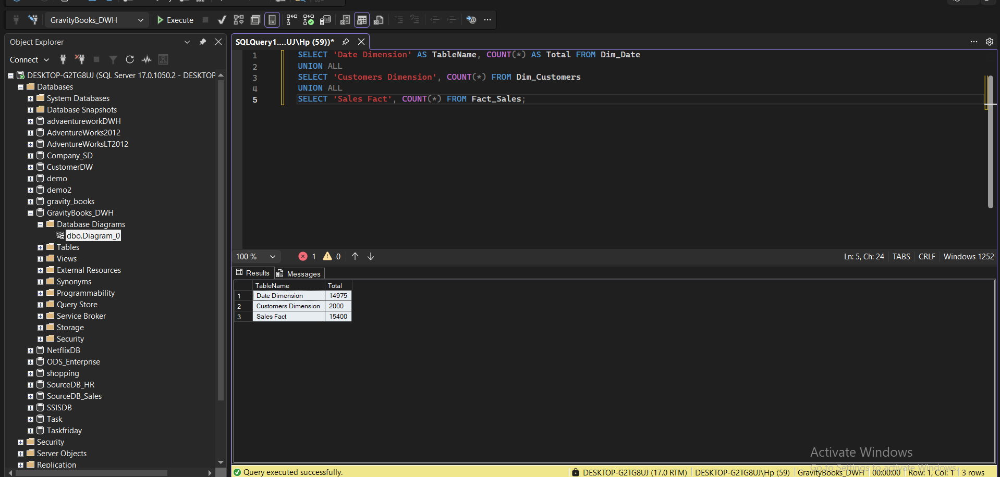 GravityBooks_DWH
Execute
Object Explorer
Connect
DESKTOP-G2TG8UJ (SQL Server 17.0.1050.2 - DESKTOP
Databases
System Databases
Database Snapshots
advaentureworkDWH
AdventureWorks2012
AdventureWorksLT2012
Company_SD
CustomerDW
demo
demo2
gravity_books
GravityBooks_DWH
Database Diagrams
dbo.Diagram_0
Tables
Views
External Resources
Synonyms
Programmability
Query Store
Service Broker
Storage
Security
NetflixDB
ODS_Enterprise
shopping
SourceDB_HR
SourceDB_Sales
SSISDB
Task
Taskfriday
Security
Server Objects
Replication
SQLQuery1....UJ\Hp (59))*
1 SELECT 'Date Dimension' AS TableName, COUNT(*) AS Total FROM Dim_Date
2 UNION ALL
3 SELECT 'Customers Dimension', COUNT(*) FROM Dim_Customers
4 UNION ALL
5 SELECT 'Sales Fact', COUNT(*) FROM Fact_Sales;
100 % 1 0 Ln: 5, Ch: 24 TABS CRLF Windows 1252
Results Messages
TableName Total
1 Date Dimension 14975
2 Customers Dimension 2000
3 Sales Fact 15400
Activate Windows
Go to Settings to activate Windows.
Query executed successfully. DESKTOP-G2TG8UJ (17.0 RTM) DESKTOP-G2TG8UJ\Hp (59) GravityBooks_DWH 00:00:00 Row: 1, Col: 1 3 rows